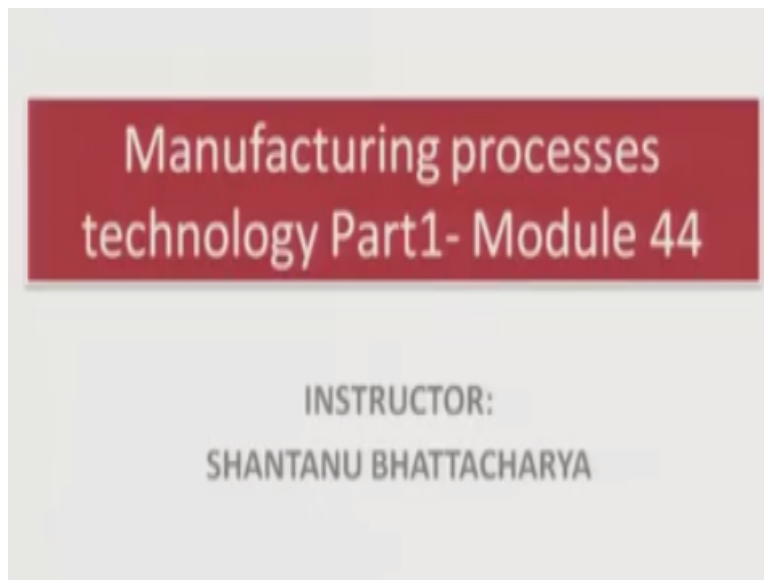 Manufacturing processes
technology Part1- Module 44
INSTRUCTOR:
SHANTANU BHATTACHARYA